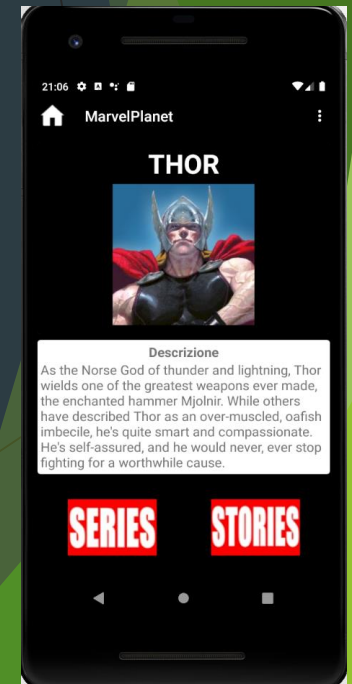 21:06
MarvelPlanet
THOR
Descrizione
As the Norse God of thunder and lightning, Thor
wields one of the greatest weapons ever made,
the enchanted hammer Mjolnir. While others
have described Thor as an over-muscled, oafish
imbecile, he's quite smart and compassionate.
He's self-assured, and he would never, ever stop
fighting for a worthwhile cause.
SERIES STORIES